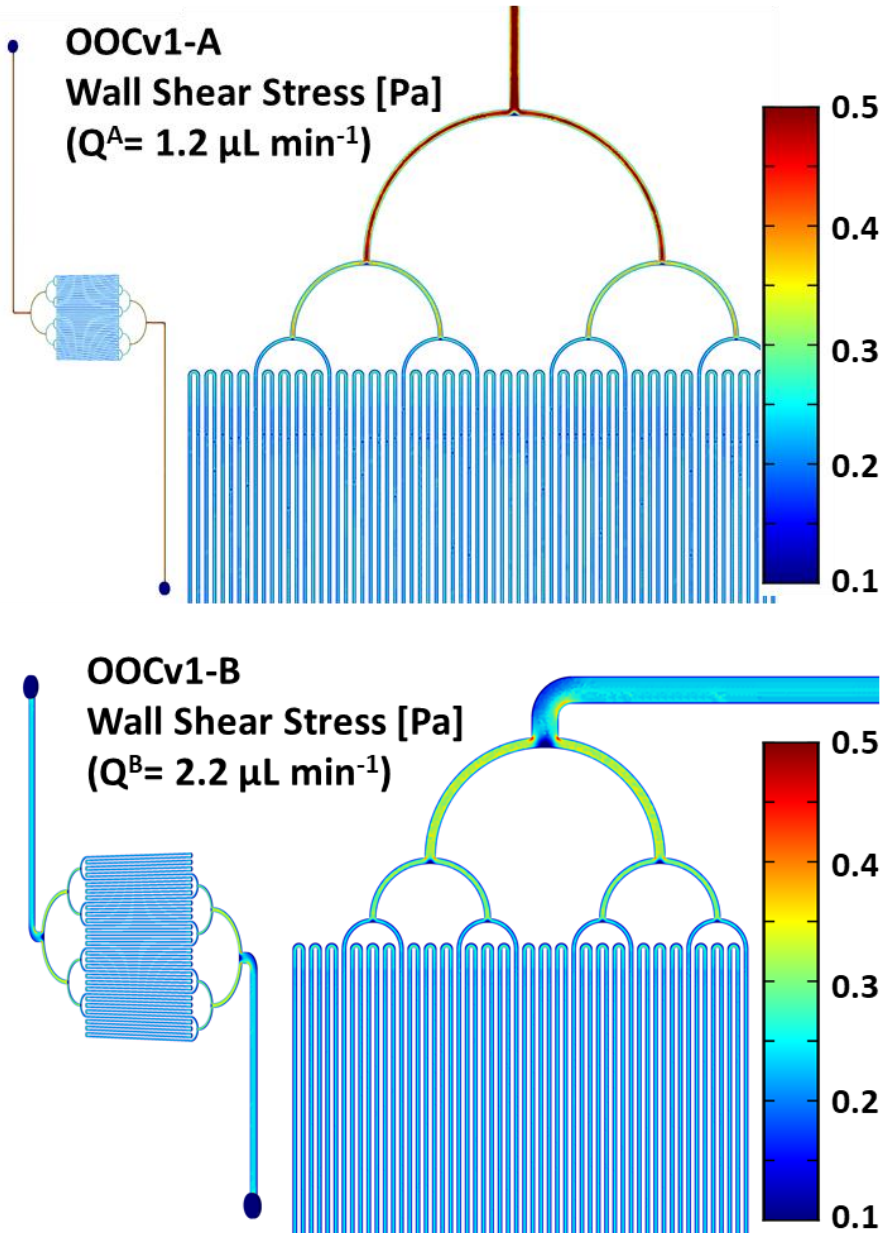 OOCv1-A
Wall Shear Stress [Pa]
(Qᴬ= 1.2 µL min⁻¹)
0.5
0.4
0.3
0.2
0.1
OOCv1-B
Wall Shear Stress [Pa]
(Qᴮ= 2.2 µL min⁻¹)
0.5
0.4
0.3
0.2
0.1